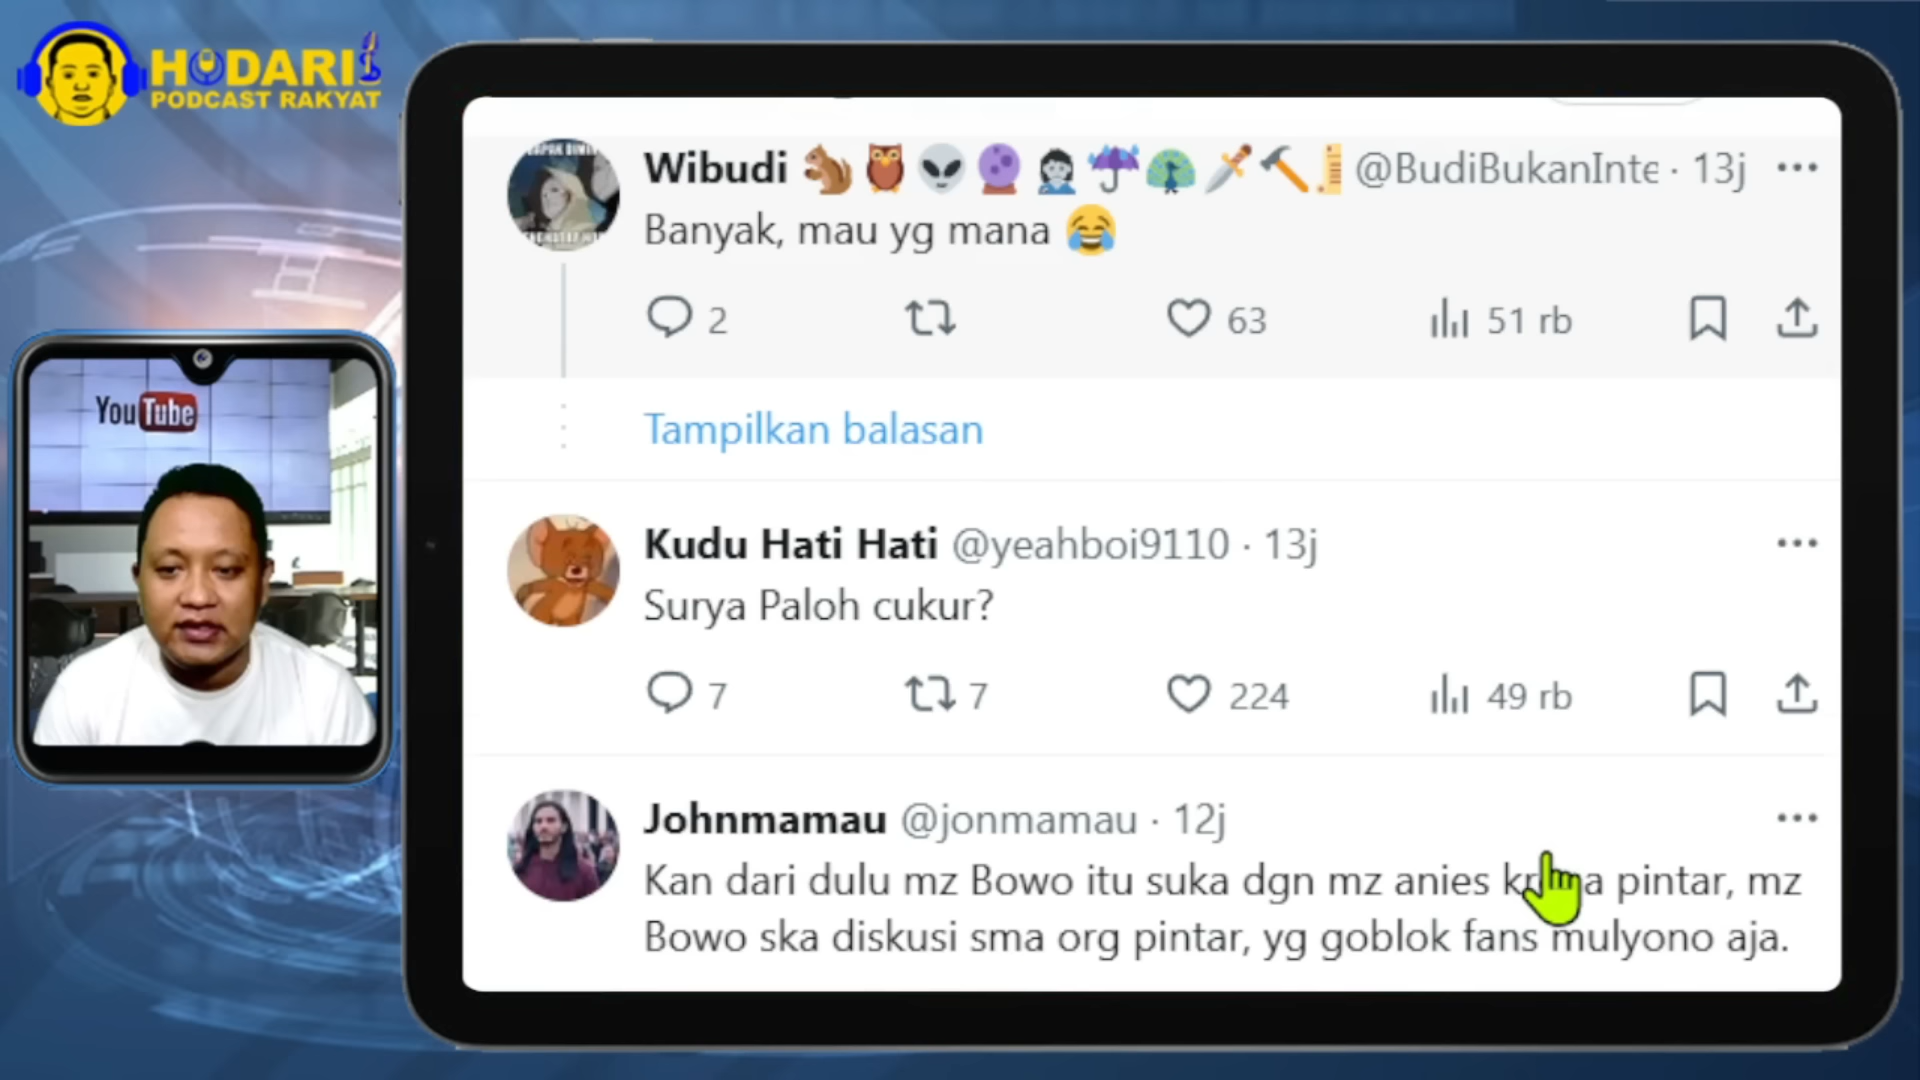 HODARI
PODCAST RAKYAT
YouTube
Wibudi 🐿️🦉👽🔮🙍🏻‍♀️☔🦚🗡️🔨📜 @BudiBukanInte · 13j
Banyak, mau yg mana 😂
2 63 51 rb
Tampilkan balasan
Kudu Hati Hati @yeahboi9110 · 13j
Surya Paloh cukur?
7 7 224 49 rb
Johnmamau @jonmamau · 12j
Kan dari dulu mz Bowo itu suka dgn mz anies pintar, mz
Bowo ska diskusi sma org pintar, yg goblok fans mulyono aja.